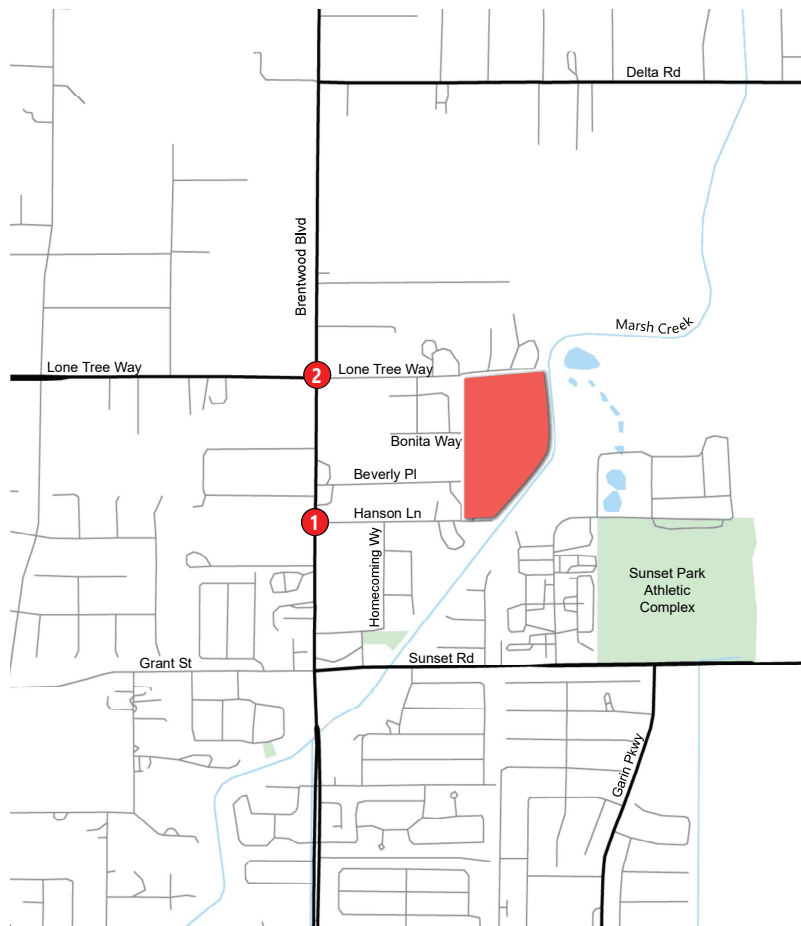 Delta Rd
Brentwood Blvd
Marsh Creek
Lone Tree Way
2
Lone Tree Way
Bonita Way
Beverly Pl
1
Hanson Ln
Homecoming Wy
Sunset Park
Athletic
Complex
Grant St
Sunset Rd
Garin Pkwy